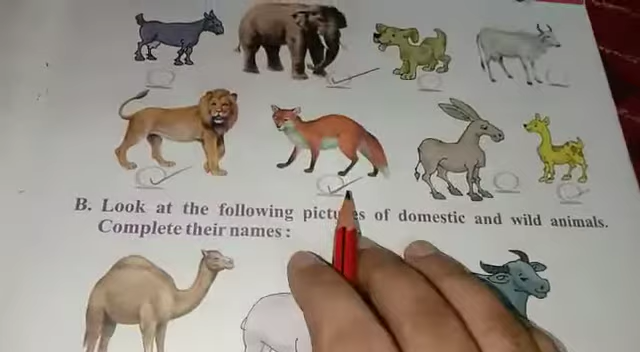 B. Look at the following pictures of domestic and wild animals.
Complete their names :